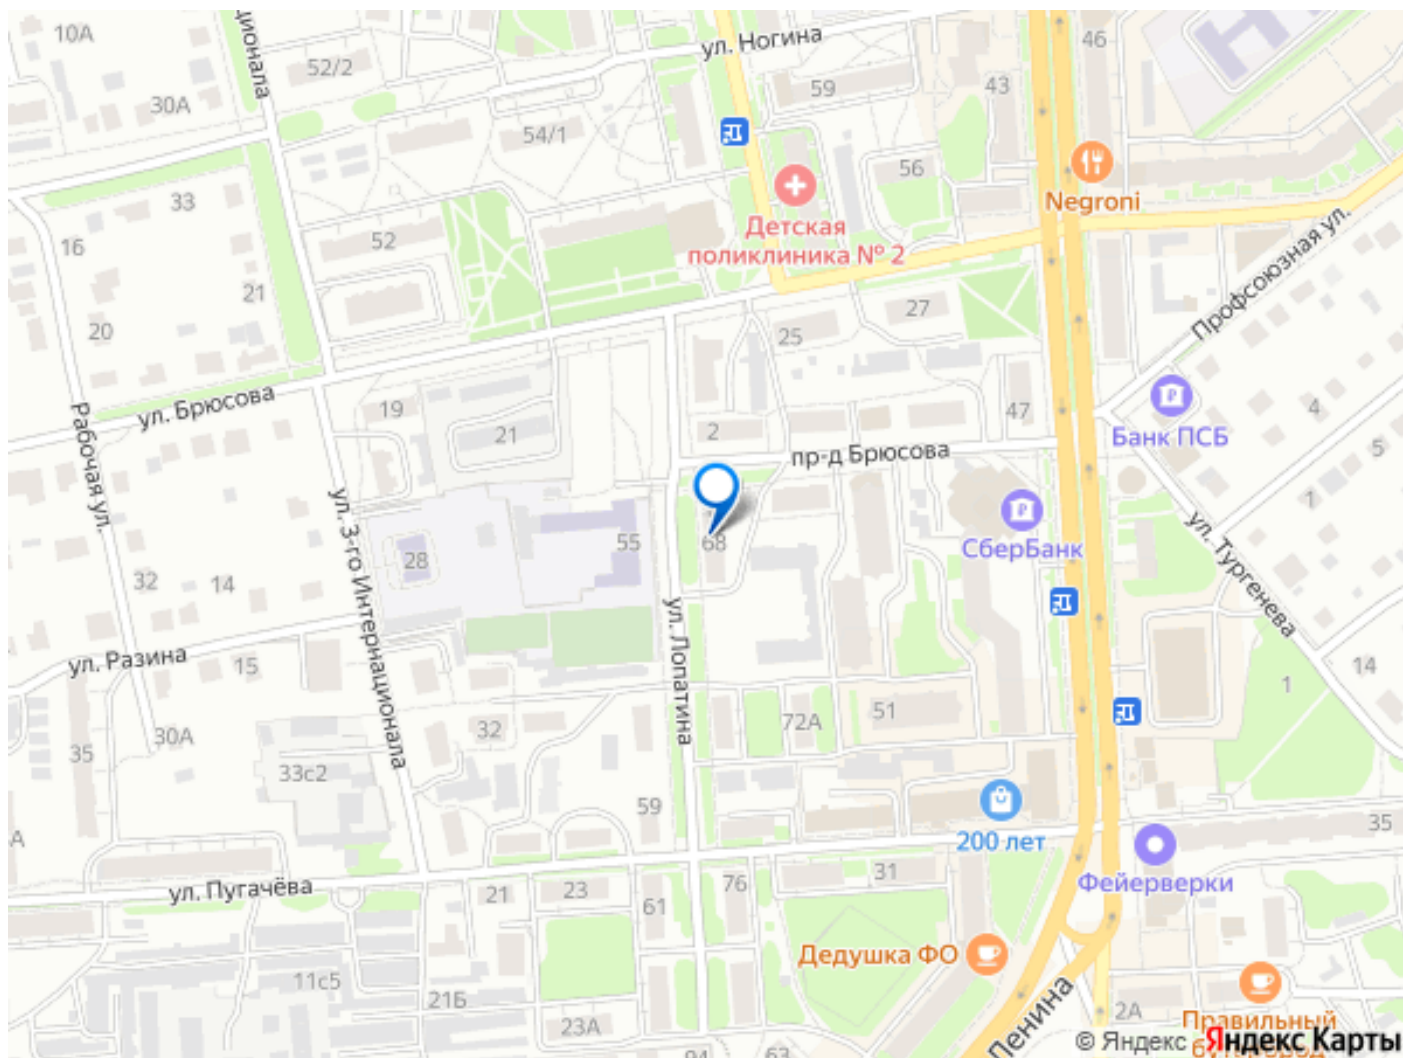 10А
ционала
ул. Ногина
46
52/2
59
43
30А
54/1
56
Negroni
Детская
поликлиника № 2
33
52
16
21
20
Профсоюзная ул.
27
25
ул. Брюсова
19
21
2
47
Банк ПСБ
4
5
1
Рабочая ул.
пр-д Брюсова
ул. 3-го Интернационала
СберБанк
ул. Тургенева
55
68
28
32
14
ул. Лопатина
ул. Разина
15
14
1
30А
35
32
72А
51
33с2
59
200 лет
35
А
Фейерверки
ул. Пугачёва
21
23
31
76
61
Дедушка ФО
11с5
21Б
23А
Ленина
2А
Правильный
© Яндекс Яндекс Карты